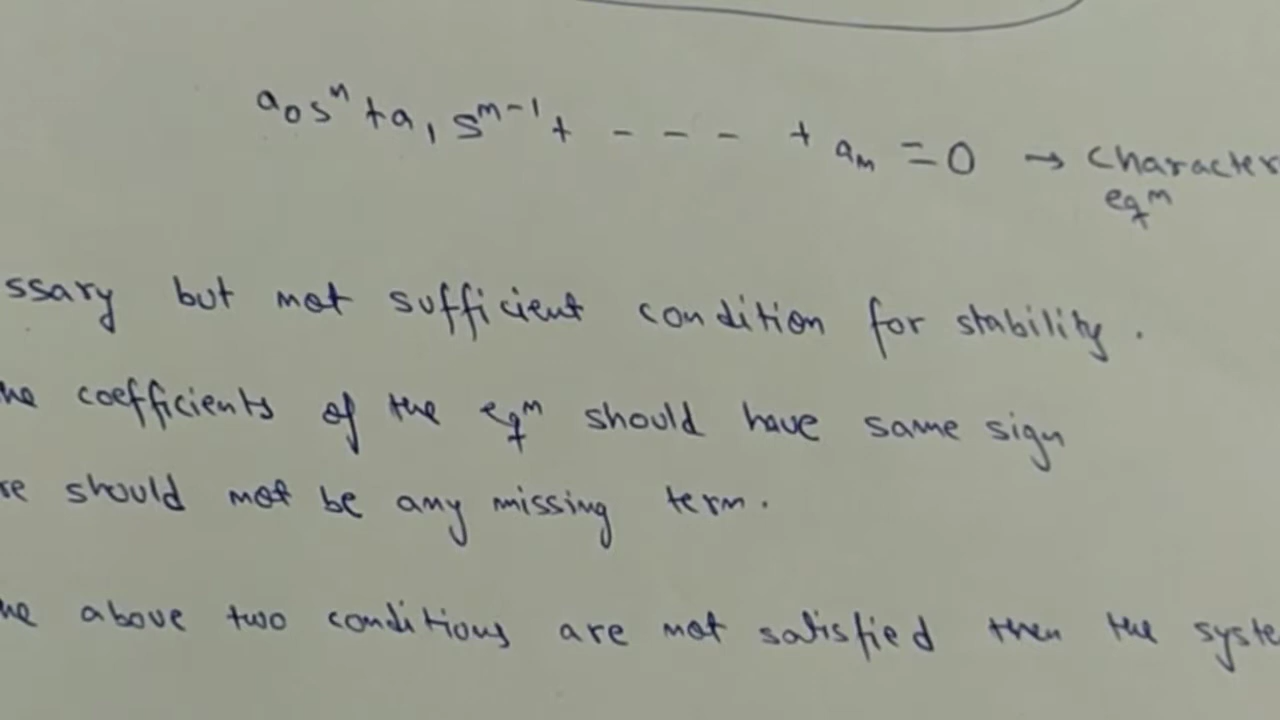 a₀sⁿ + a₁sⁿ⁻¹ + - - - + aₙ = 0 → Character
eqⁿ
ssary but not sufficient condition for stability.
he coefficients of the eqⁿ should have same sign
re should not be any missing term.
he above two conditions are not satisfied then the syste